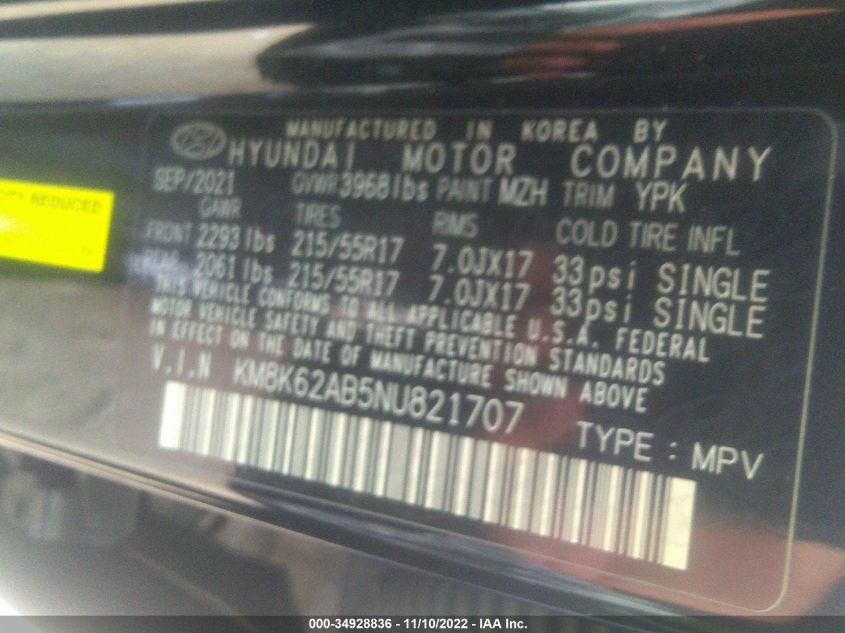 MANUFACTURED IN KOREA BY
HYUNDAI MOTOR COMPANY
SEP/2021 GVWR 3968lbs PAINT MZH TRIM YPK
GAWR TIRES RMS COLD TIRE INFL
FRONT 2293lbs 215/55R17 7.0JX17 33psi SINGLE
REAR 2061lbs 215/55R17 7.0JX17 33psi SINGLE
THIS VEHICLE CONFORMS TO ALL APPLICABLE U.S.A. FEDERAL
MOTOR VEHICLE SAFETY AND THEFT PREVENTION STANDARDS
IN EFFECT ON THE DATE OF MANUFACTURE SHOWN ABOVE
V.I.N KM8K62AB5NU821707
TYPE : MPV
REDUCED
000-34928836 - 11/10/2022 - IAA Inc.